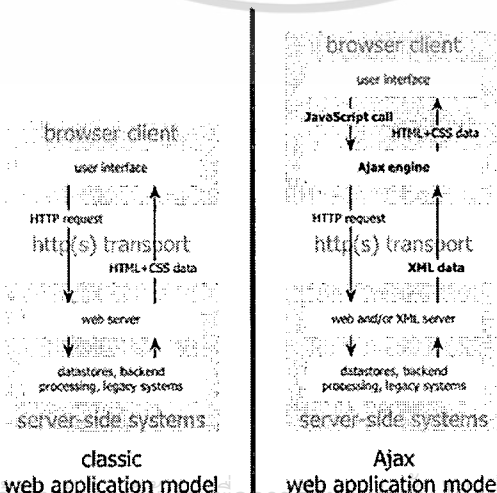 browser client
user interface
HTTP request
http(s) transport
HTML+CSS data
web server
datastores, backend
processing, legacy systems
server-side systems
classic
web application model
browser client
user interface
JavaScript call
HTML+CSS data
Ajax engine
HTTP request
http(s) transport
XML data
web and/or XML server
datastores, backend
processing, legacy systems
server-side systems
Ajax
web application mode